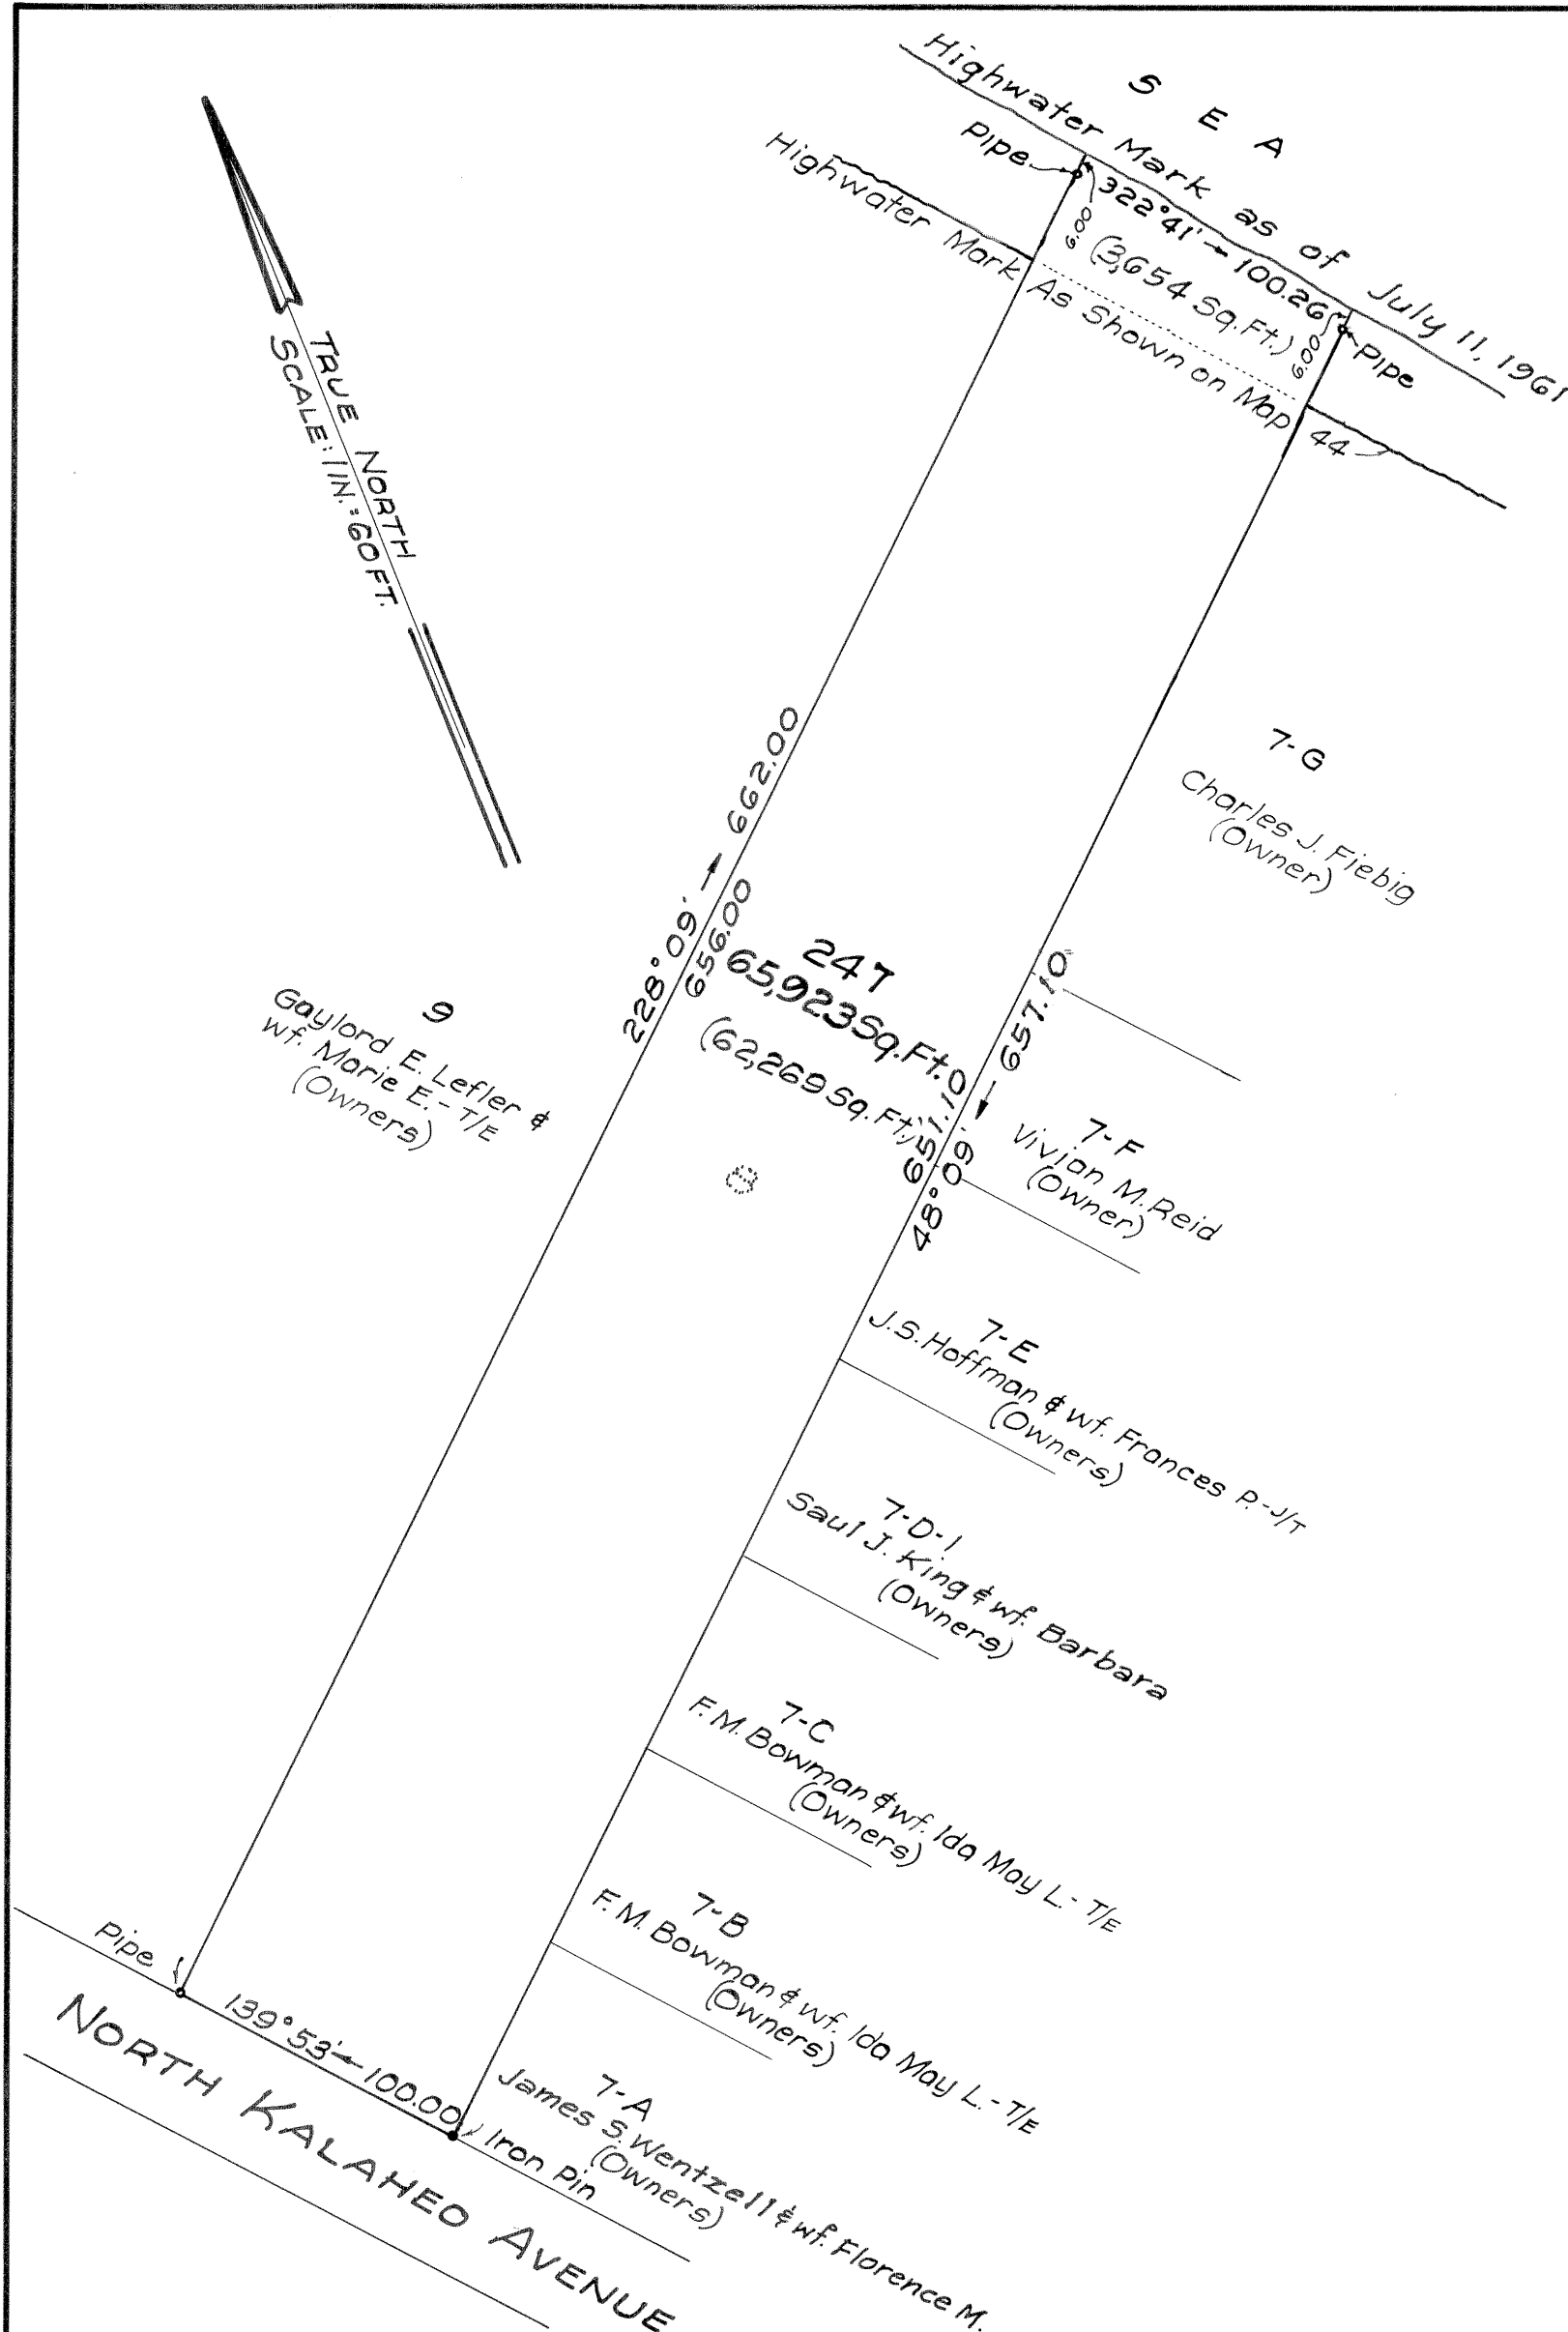 S E A
Highwater Mark as of July 11, 1961
Pipe
322°41' 100.26
6.00
(3,654 Sq.Ft.)
6.00
Pipe
Highwater Mark As Shown on Map 44
TRUE NORTH
SCALE: 1 IN. = 60 FT.
7-G
Charles J. Fiebig
(Owner)
228°09' 662.00
656.00
247
65,923 Sq.Ft.
(62,269 Sq. Ft.)
657.10
651.10
48°09'
9
Gaylord E. Lefler &
wf. Marie E. - T/E
(Owners)
7-F
Vivian M. Reid
(Owner)
7-E
J.S. Hoffman & wf. Frances P. - J/T
(Owners)
7-D-1
Saul J. King & wf. Barbara
(Owners)
7-C
F. M. Bowman & wf. Ida May L. - T/E
(Owners)
7-B
F. M. Bowman & wf. Ida May L. - T/E
(Owners)
7-A
James S. Wentzell & wf. Florence M.
(Owners)
Pipe
139°53' 100.00
Iron Pin
NORTH KALAHEO AVENUE